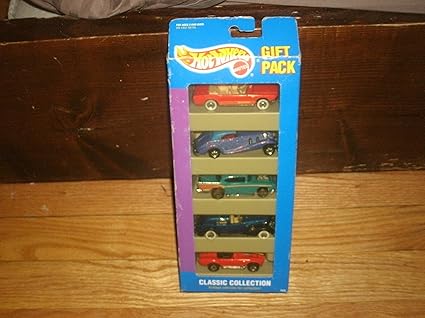 HOT WHEELS
Mattel
GIFT
PACK
CLASSIC COLLECTION